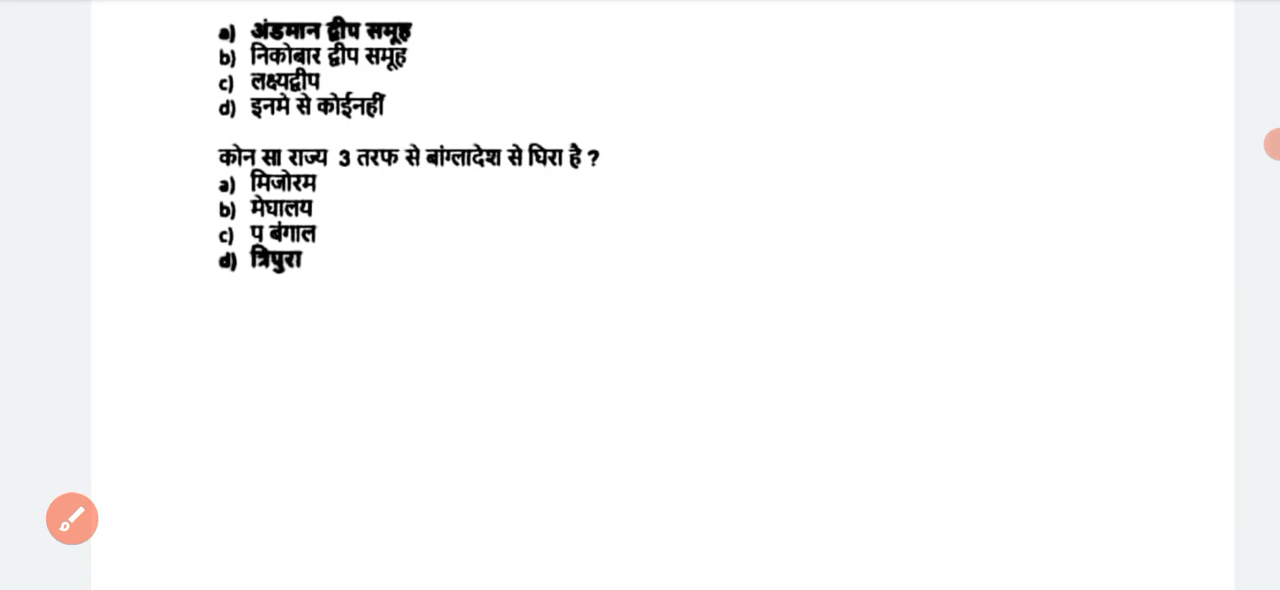 a) अंडमान द्वीप समूह
b) निकोबार द्वीप समूह
c) लक्ष्यद्वीप
d) इनमे से कोईनहीं
कोन सा राज्य 3 तरफ से बांग्लादेश से घिरा है ?
a) मिजोरम
b) मेघालय
c) प बंगाल
d) त्रिपुरा